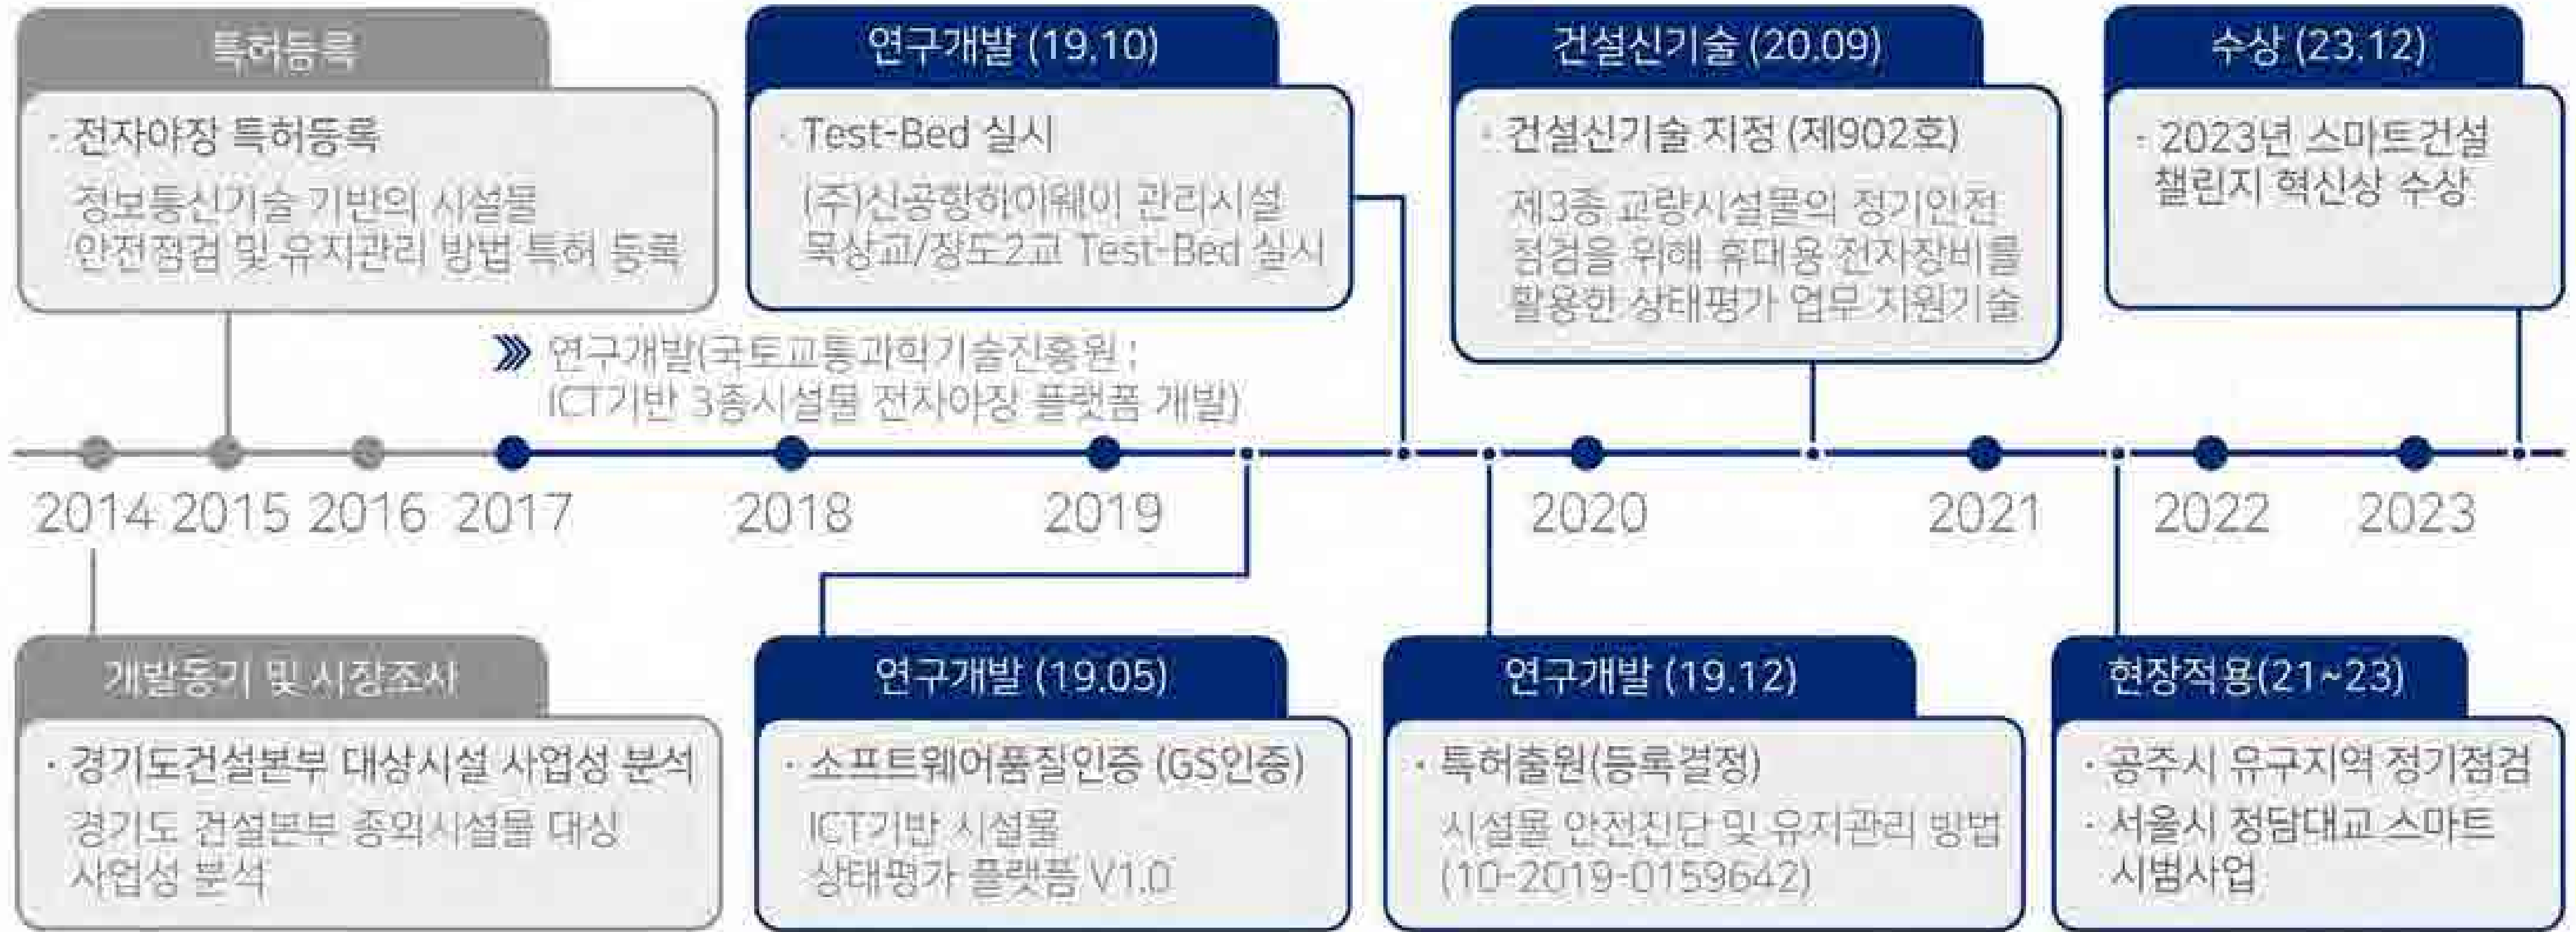 특허등록
· 전자야장 특허등록
정보통신기술 기반의 시설물
안전점검 및 유지관리 방법 특허 등록
연구개발 (19.10)
· Test-Bed 실시
(주)신공항하이웨이 관리시설
목상교/장도2교 Test-Bed 실시
건설신기술 (20.09)
· 건설신기술 지정 (제902호)
제3종 교량시설물의 정기안전
점검을 위해 휴대용 전자장비를
활용한 상태평가 업무 지원기술
수상 (23.12)
· 2023년 스마트건설
챌린지 혁신상 수상
연구개발(국토교통과학기술진흥원 :
ICT기반 3종시설물 전자야장 플랫폼 개발)
2014 2015 2016 2017 2018 2019 2020 2021 2022 2023
개발동기 및 시장조사
· 경기도건설본부 대상시설 사업성 분석
경기도 건설본부 종외시설물 대상
사업성 분석
연구개발 (19.05)
· 소프트웨어품질인증 (GS인증)
ICT기반 시설물
상태평가 플랫폼 V1.0
연구개발 (19.12)
· 특허출원(등록결정)
시설물 안전진단 및 유지관리 방법
(10-2019-0159642)
현장적용(21~23)
· 공주시 유구지역 정기점검
· 서울시 청담대교 스마트
시범사업